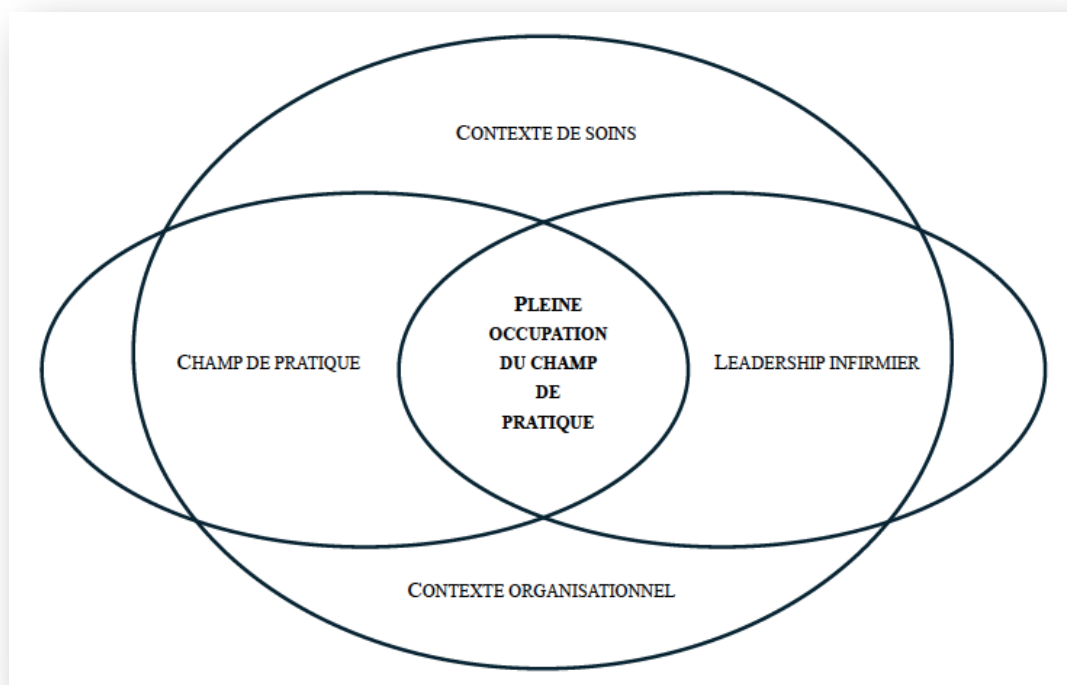 CONTEXTE DE SOINS
PLEINE
OCCUPATION
DU CHAMP
DE
PRATIQUE
CHAMP DE PRATIQUE
LEADERSHIP INFIRMIER
CONTEXTE ORGANISATIONNEL